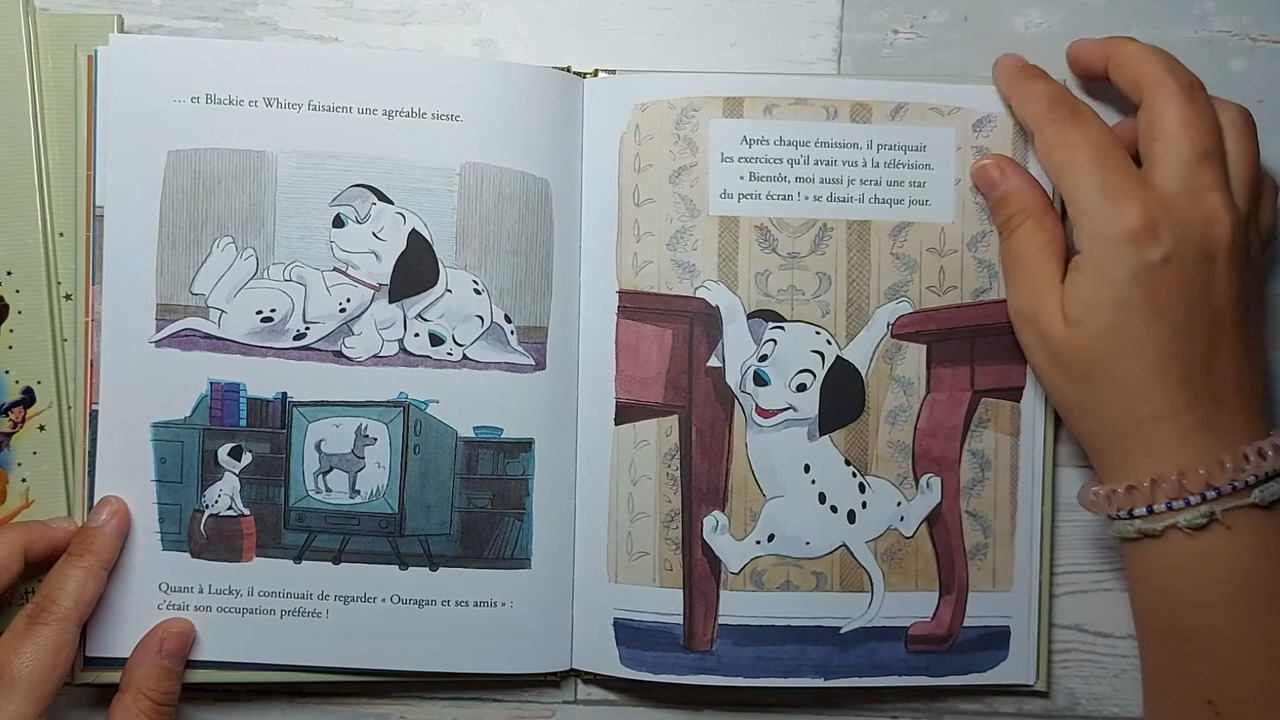 … et Blackie et Whitey faisaient une agréable sieste.
Quant à Lucky, il continuait de regarder « Ouragan et ses amis » :
c'était son occupation préférée !
Après chaque émission, il pratiquait
les exercices qu'il avait vus à la télévision.
« Bientôt, moi aussi je serai une star
du petit écran ! » se disait-il chaque jour.